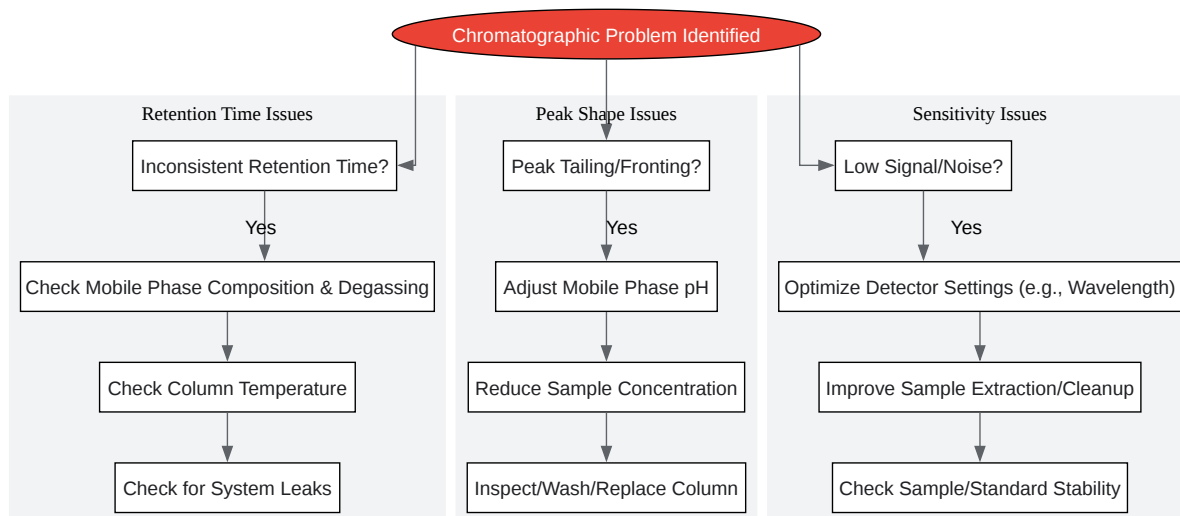 Chromatographic Problem Identified
Retention Time Issues
Peak Shape Issues
Sensitivity Issues
Inconsistent Retention Time?
Peak Tailing/Fronting?
Low Signal/Noise?
Yes
Yes
Yes
Check Mobile Phase Composition & Degassing
Adjust Mobile Phase pH
Optimize Detector Settings (e.g., Wavelength)
Check Column Temperature
Reduce Sample Concentration
Improve Sample Extraction/Cleanup
Check for System Leaks
Inspect/Wash/Replace Column
Check Sample/Standard Stability